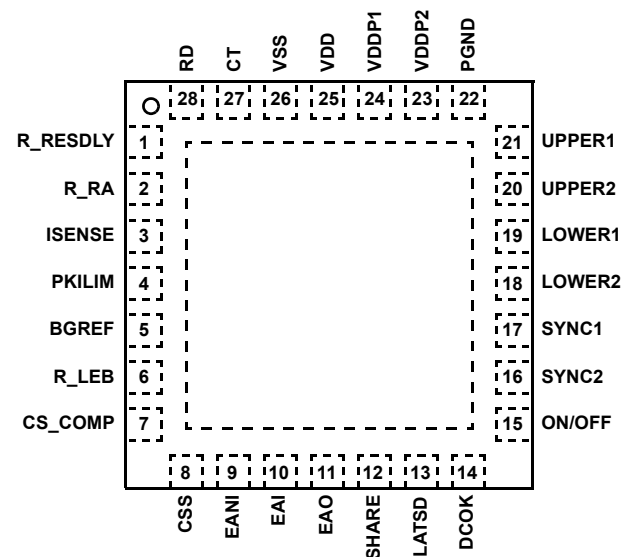 RD CT VSS VDD VDDP1 VDDP2 PGND
28 27 26 25 24 23 22
R_RESDLY 1 21 UPPER1
R_RA 2 20 UPPER2
ISENSE 3 19 LOWER1
PKILIM 4 18 LOWER2
BGREF 5 17 SYNC1
R_LEB 6 16 SYNC2
CS_COMP 7 15 ON/OFF
8 9 10 11 12 13 14
CSS EANI EAI EAO SHARE LATSD DCOK